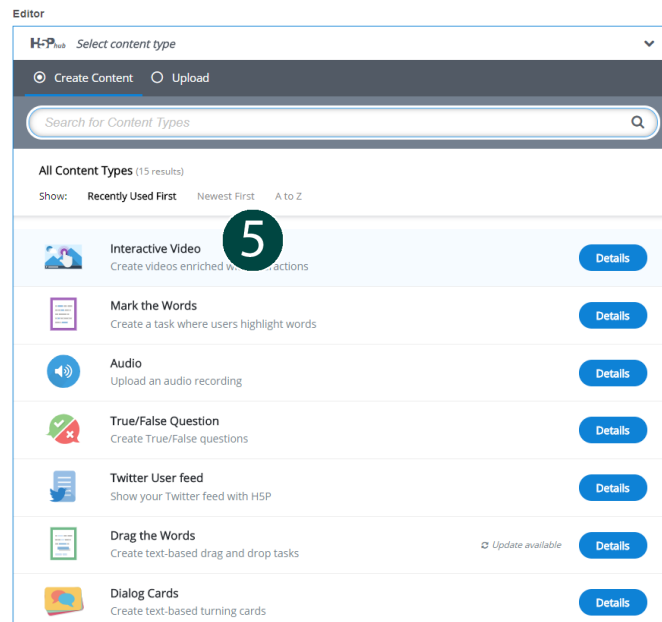 Editor
H5Phub Select content type
Create Content Upload
Search for Content Types
All Content Types (15 results)
Show: Recently Used First Newest First A to Z
5
Interactive Video
Create videos enriched w
Details
Mark the Words
Create a task where users highlight words
Details
Audio
Upload an audio recording
Details
True/False Question
Create True/False questions
Details
Twitter User feed
Show your Twitter feed with H5P
Details
Drag the Words
Create text-based drag and drop tasks
Update available
Details
Dialog Cards
Create text-based turning cards
Details